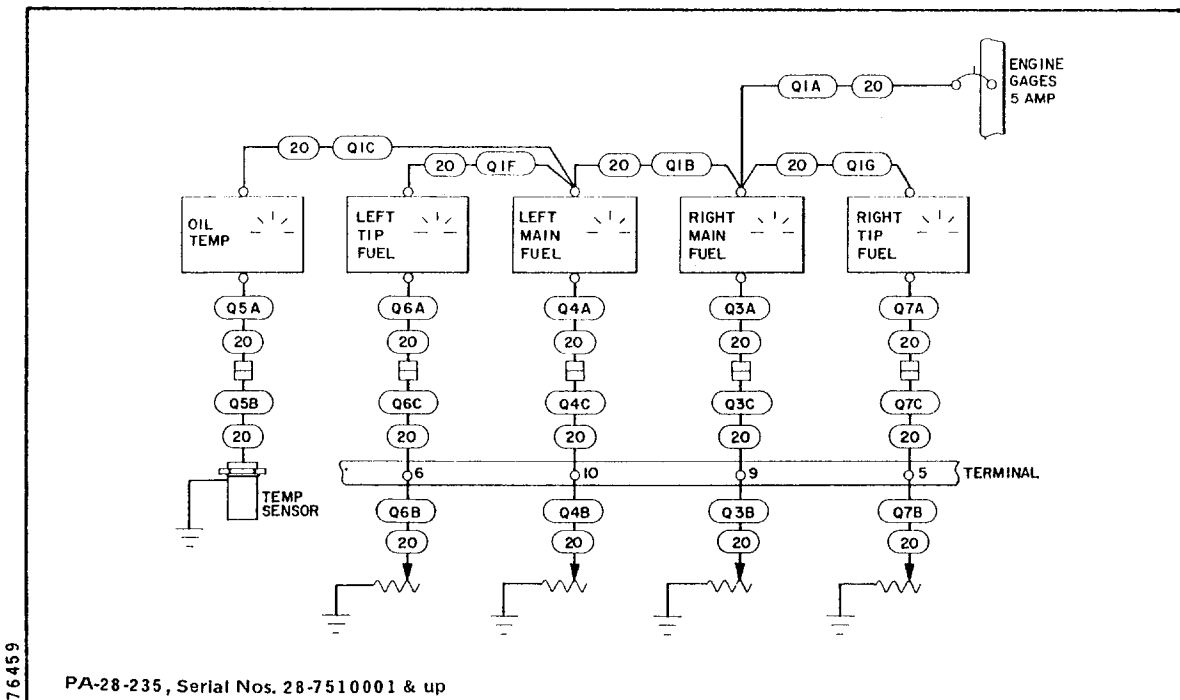 ENGINE
GAGES
5 AMP
Q1A 20
20 Q1C
20 Q1F
20 Q1B
20 Q1G
OIL
TEMP
LEFT
TIP
FUEL
LEFT
MAIN
FUEL
RIGHT
MAIN
FUEL
RIGHT
TIP
FUEL
Q5A Q6A Q4A Q3A Q7A
20 20 20 20 20
Q5B Q6C Q4C Q3C Q7C
20 20 20 20 20
6 10 9 5 TERMINAL
TEMP
SENSOR
Q6B Q4B Q3B Q7B
20 20 20 20
76459
PA-28-235, Serial Nos. 28-7510001 & up